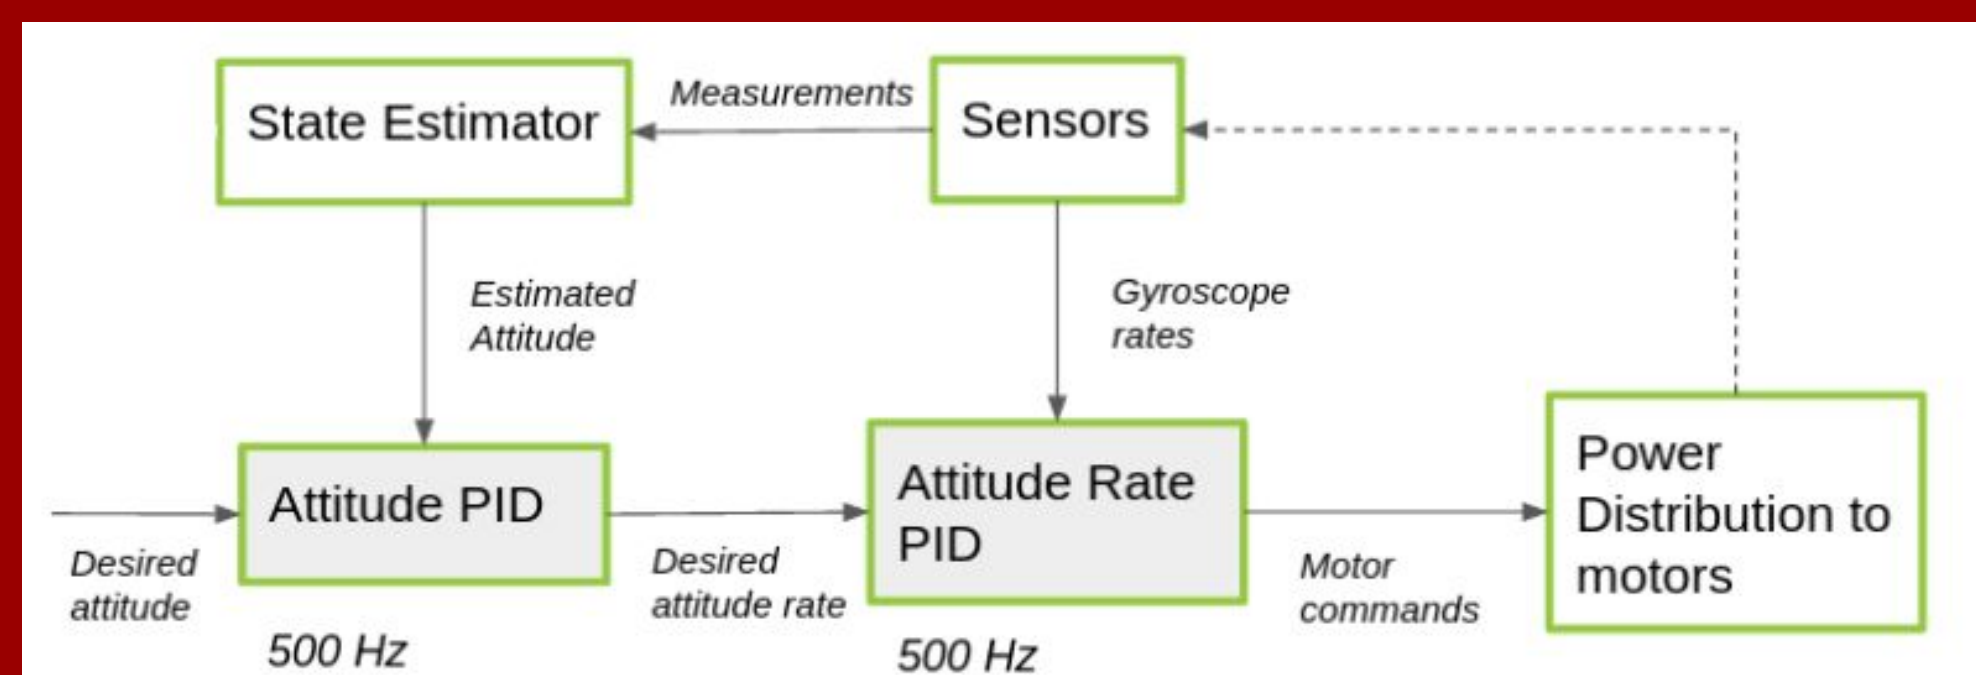 State Estimator
Measurements
Sensors
Estimated
Attitude
Gyroscope
rates
Attitude PID
Attitude Rate
PID
Power
Distribution to
motors
Desired
attitude
Desired
attitude rate
Motor
commands
500 Hz
500 Hz